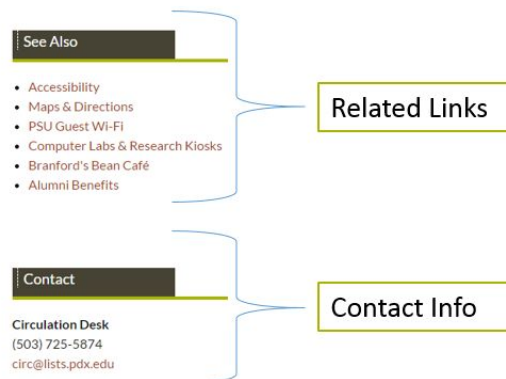 See Also
Accessibility
Maps & Directions
PSU Guest Wi-Fi
Computer Labs & Research Kiosks
Branford's Bean Café
Alumni Benefits
Related Links
Contact
Circulation Desk
(503) 725-5874
circ@lists.pdx.edu
Contact Info